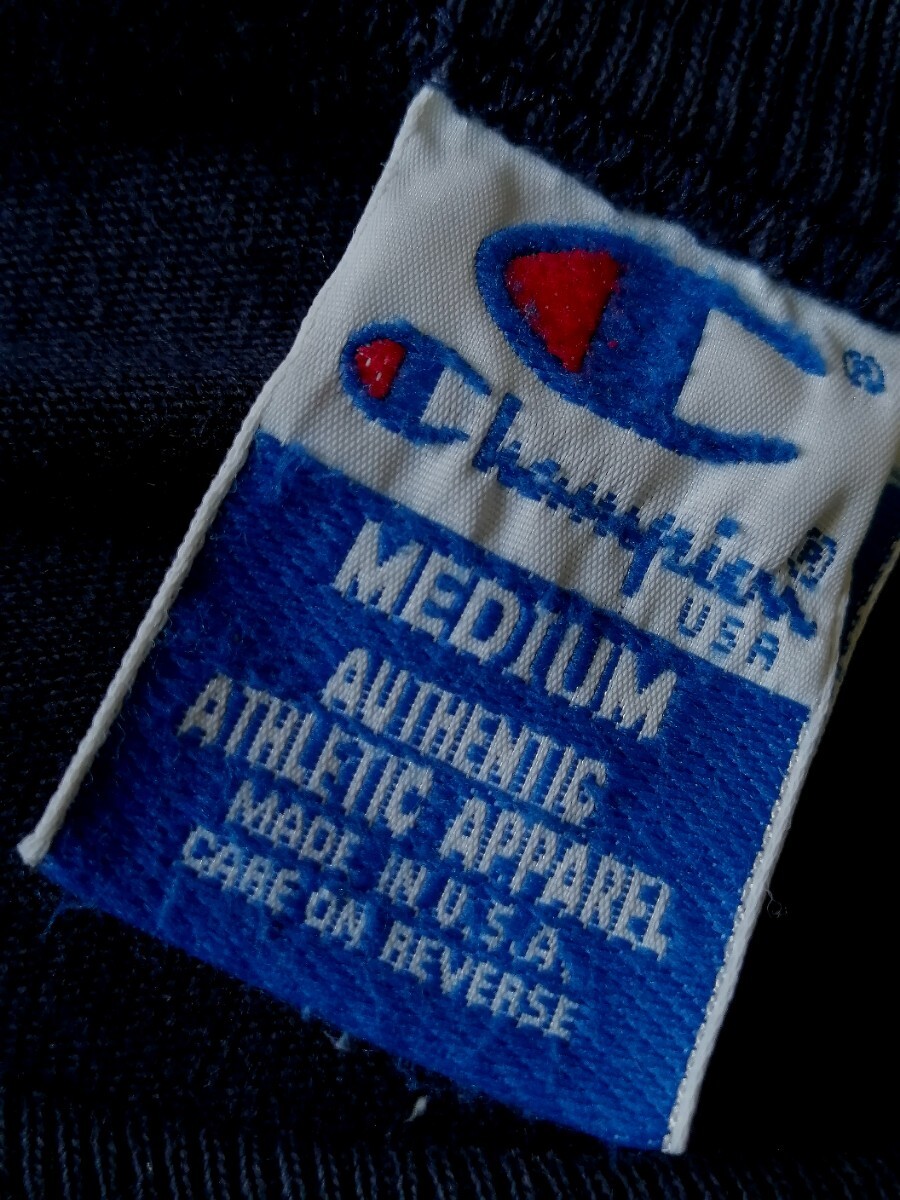 ®
Champion®
USA
MEDIUM
AUTHENTIC
ATHLETIC APPAREL
MADE IN U.S.A.
CARE ON REVERSE